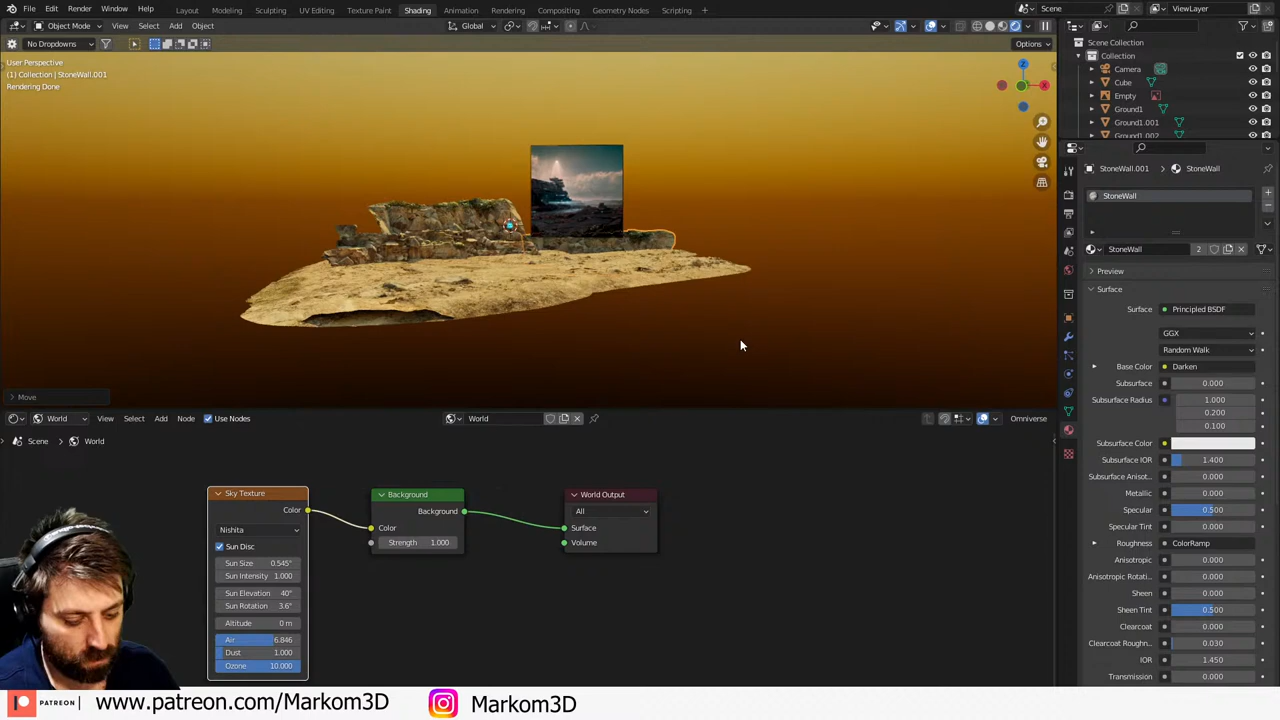 File Edit Render Window Help Layout Modeling Sculpting UV Editing Texture Paint Shading Animation Rendering Compositing Geometry Nodes Scripting Scene ViewLayer
Object Mode View Select Add Object Global
No Dropdowns Options
User Perspective
(1) Collection | StoneWall.001
Rendering Done
Z
X
Move
Scene Collection
Collection
Camera
Cube
Empty
Ground1
Ground1.001
Ground1.002
StoneWall.001 StoneWall
StoneWall
StoneWall 2
Preview
Surface
Surface Principled BSDF
GGX
Random Walk
Base Color Darken
Subsurface 0.000
Subsurface Radius 1.000
0.200
0.100
Subsurface Color
Subsurface IOR 1.400
Subsurface Anisot.. 0.000
Metallic 0.000
Specular 0.500
Specular Tint 0.000
Roughness ColorRamp
Anisotropic 0.000
Anisotropic Rotati.. 0.000
Sheen 0.000
Sheen Tint 0.500
Clearcoat 0.000
Clearcoat Roughn.. 0.030
IOR 1.450
Transmission 0.000
World View Select Add Node Use Nodes World Omniverse
Scene World
Sky Texture
Color
Nishita
Sun Disc
Sun Size 0.545°
Sun Intensity 1.000
Sun Elevation 40°
Sun Rotation 3.6°
Altitude 0 m
Air 6.846
Dust 1.000
Ozone 10.000
Background
Background
Color
Strength 1.000
World Output
All
Surface
Volume
PATREON www.patreon.com/Markom3D Markom3D